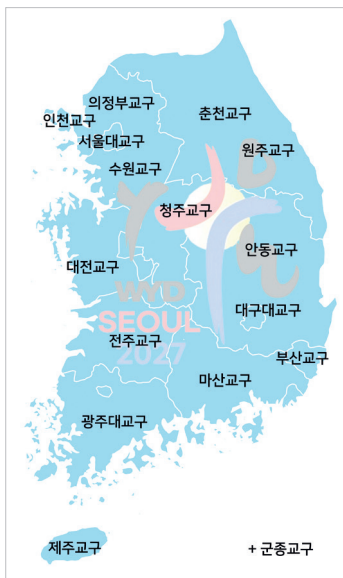 의정부교구
춘천교구
인천교구
서울대교구
원주교구
수원교구
청주교구
안동교구
대전교구
WYD
대구대교구
SEOUL
전주교구
2027
부산교구
마산교구
광주대교구
제주교구
+ 군종교구